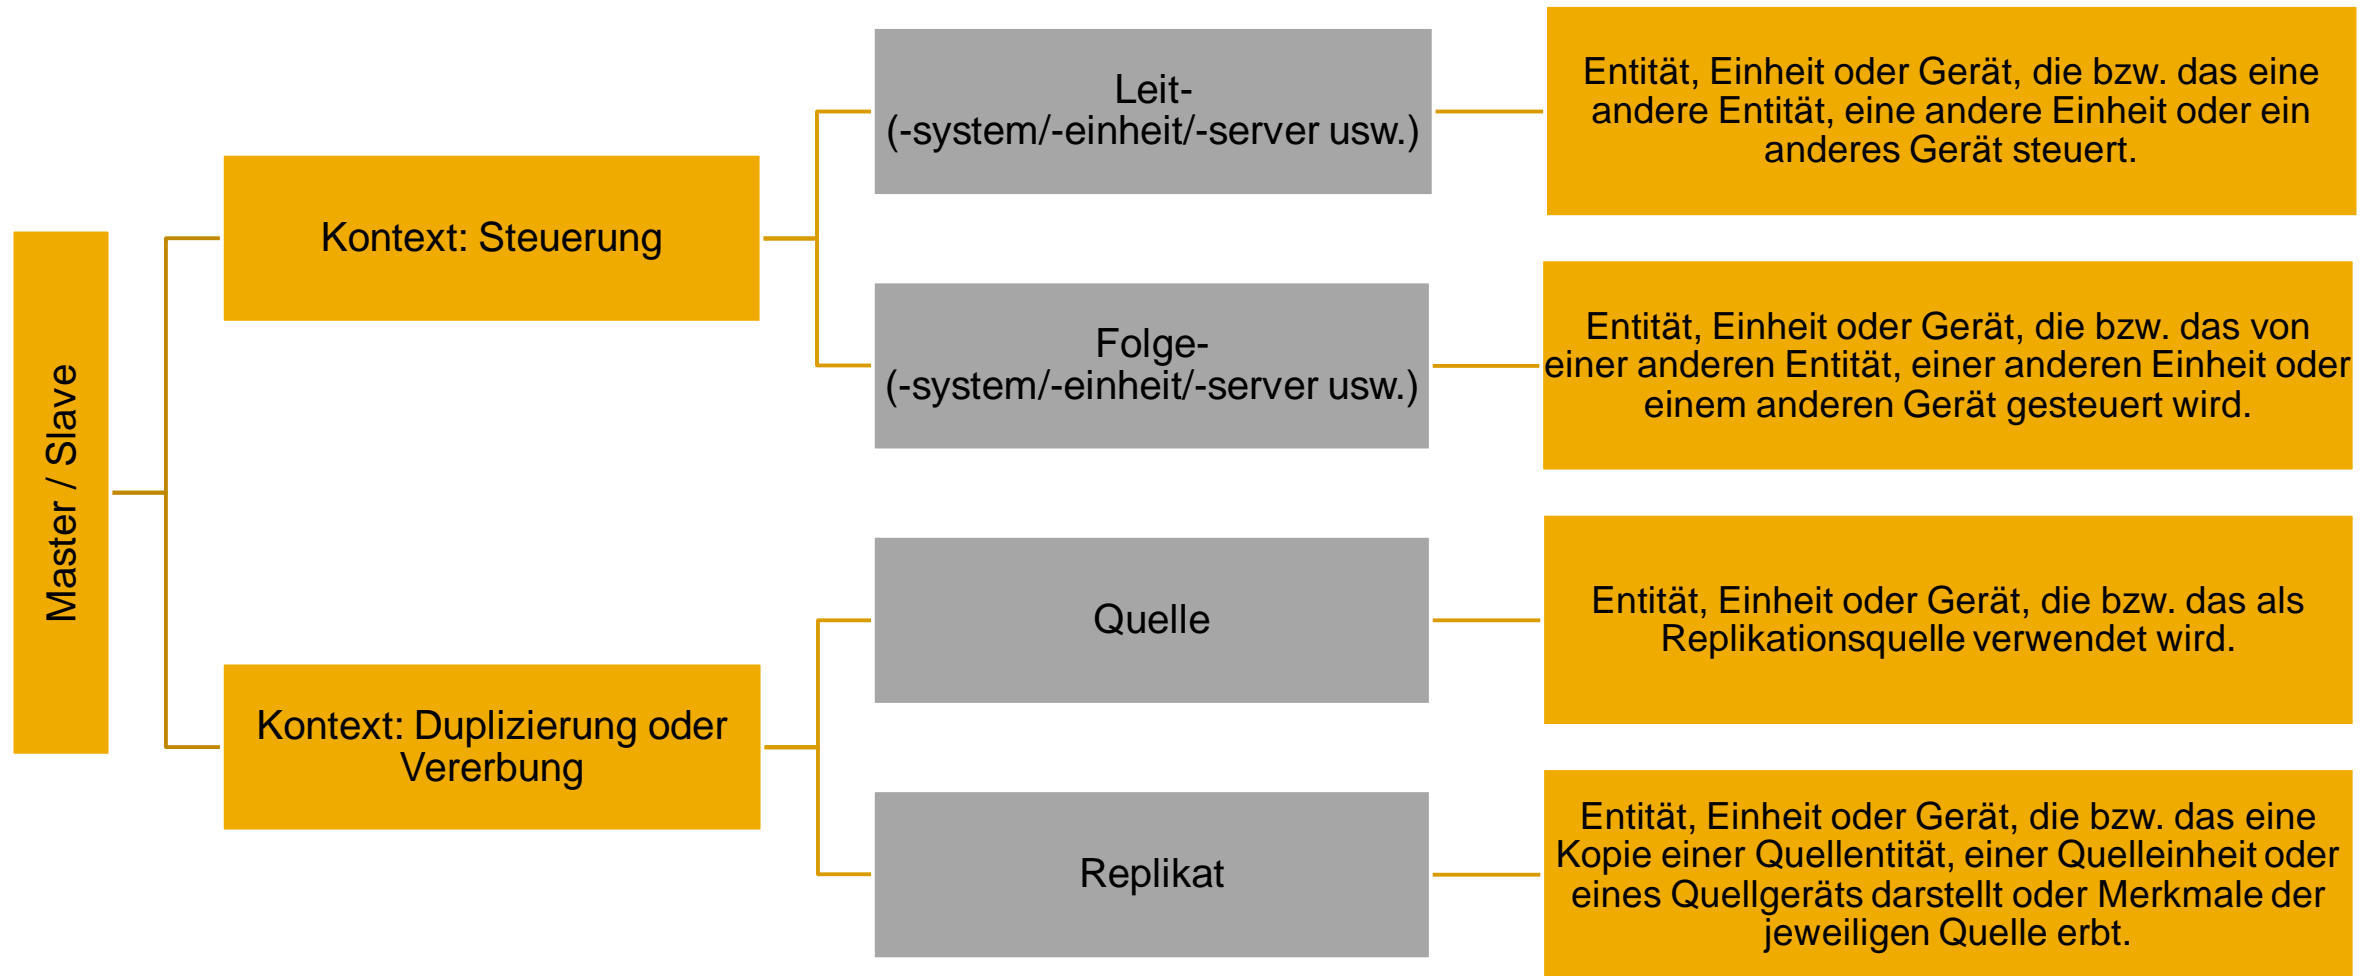 Master / Slave
Kontext: Steuerung
Leit-
(-system/-einheit/-server usw.)
Entität, Einheit oder Gerät, die bzw. das eine
andere Entität, eine andere Einheit oder ein
anderes Gerät steuert.
Folge-
(-system/-einheit/-server usw.)
Entität, Einheit oder Gerät, die bzw. das von
einer anderen Entität, einer anderen Einheit oder
einem anderen Gerät gesteuert wird.
Kontext: Duplizierung oder
Vererbung
Quelle
Entität, Einheit oder Gerät, die bzw. das als
Replikationsquelle verwendet wird.
Replikat
Entität, Einheit oder Gerät, die bzw. das eine
Kopie einer Quellentität, einer Quelleinheit oder
eines Quellgeräts darstellt oder Merkmale der
jeweiligen Quelle erbt.